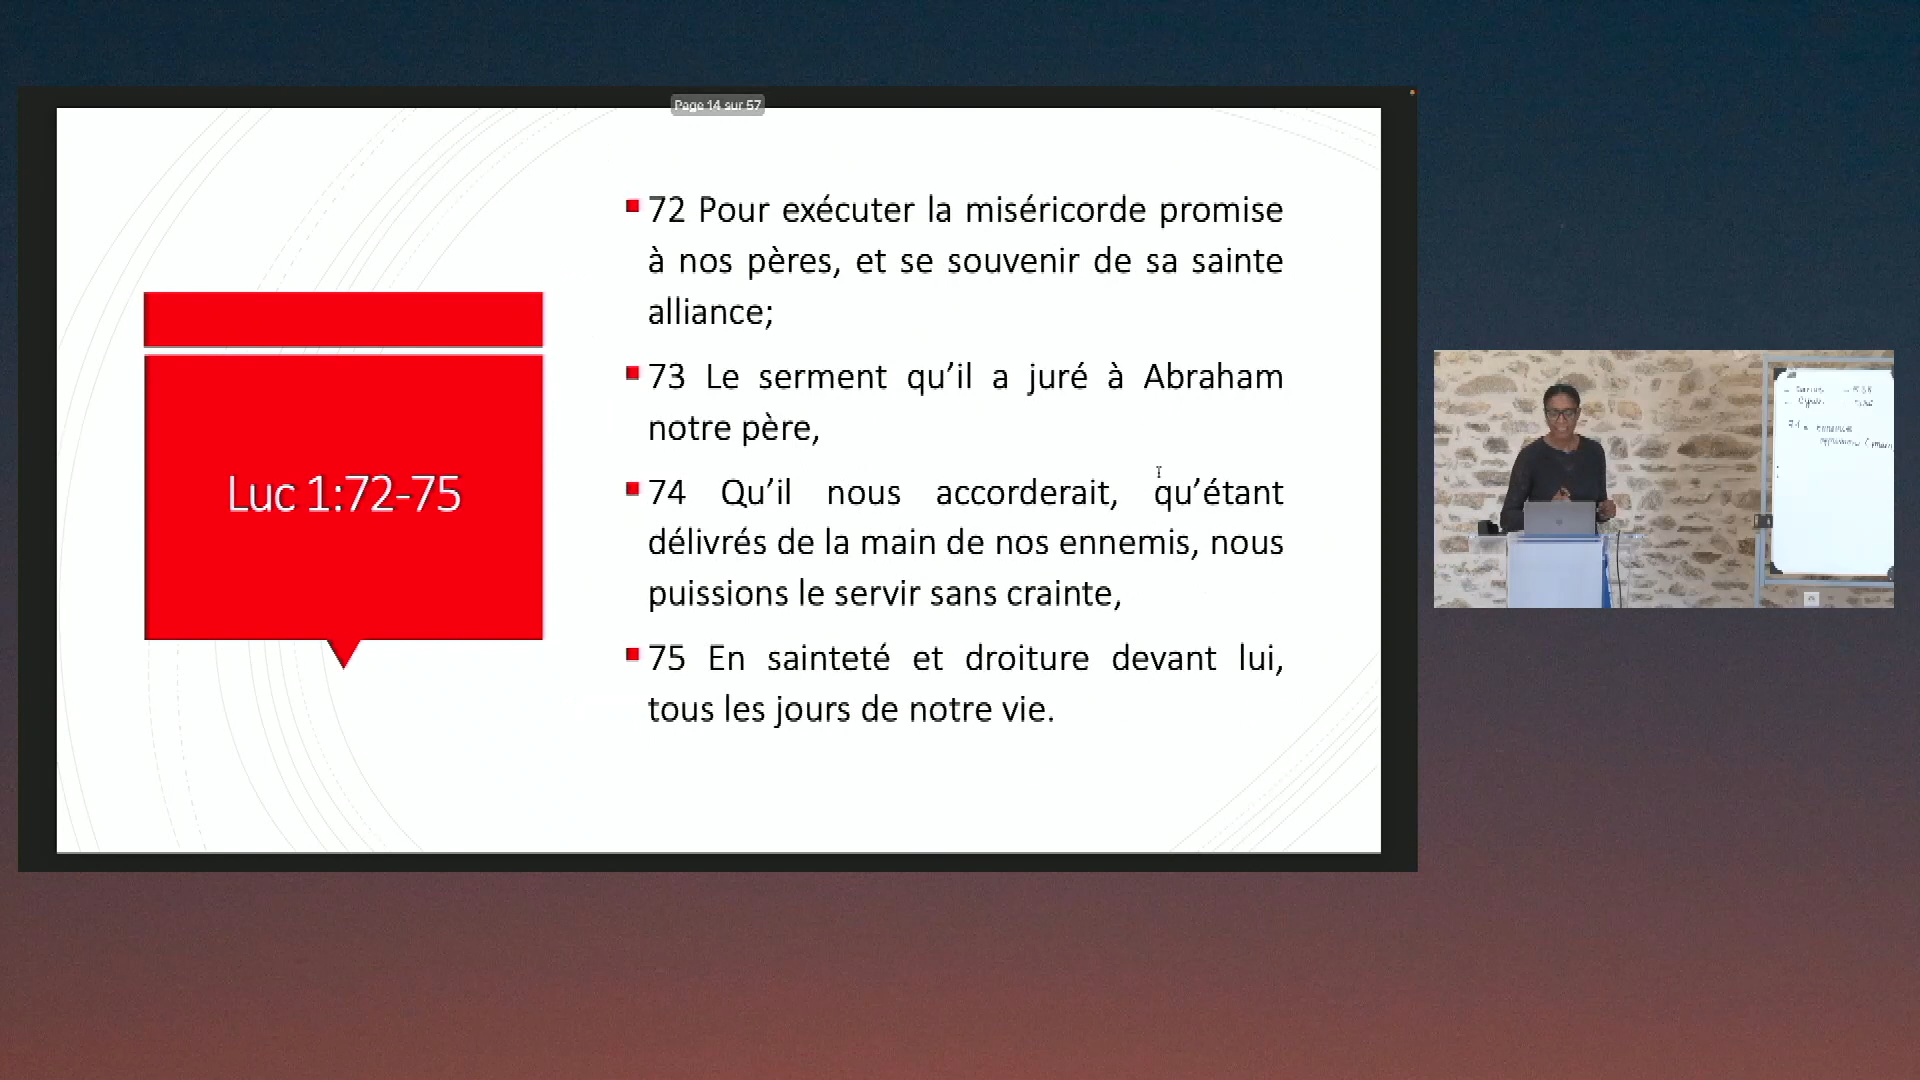 Page 14 sur 57
Luc 1:72-75
72 Pour exécuter la miséricorde promise
à nos pères, et se souvenir de sa sainte
alliance;
73 Le serment qu’il a juré à Abraham
notre père,
74 Qu’il nous accorderait, qu’étant
délivrés de la main de nos ennemis, nous
puissions le servir sans crainte,
75 En sainteté et droiture devant lui,
tous les jours de notre vie.